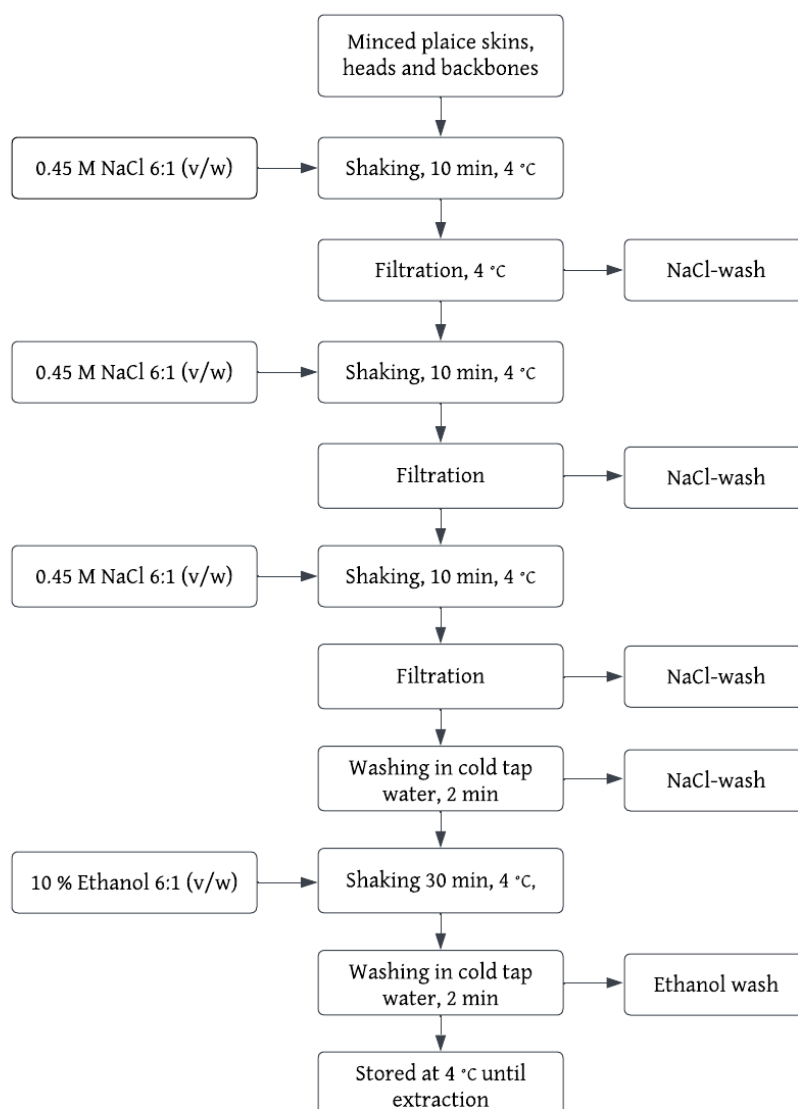 Minced plaice skins,
heads and backbones
0.45 M NaCl 6:1 (v/w)
Shaking, 10 min, 4 °C
Filtration, 4 °C
NaCl-wash
0.45 M NaCl 6:1 (v/w)
Shaking, 10 min, 4 °C
Filtration
NaCl-wash
0.45 M NaCl 6:1 (v/w)
Shaking, 10 min, 4 °C
Filtration
NaCl-wash
Washing in cold tap
water, 2 min
NaCl-wash
10 % Ethanol 6:1 (v/w)
Shaking 30 min, 4 °C,
Washing in cold tap
water, 2 min
Ethanol wash
Stored at 4 °C until
extraction